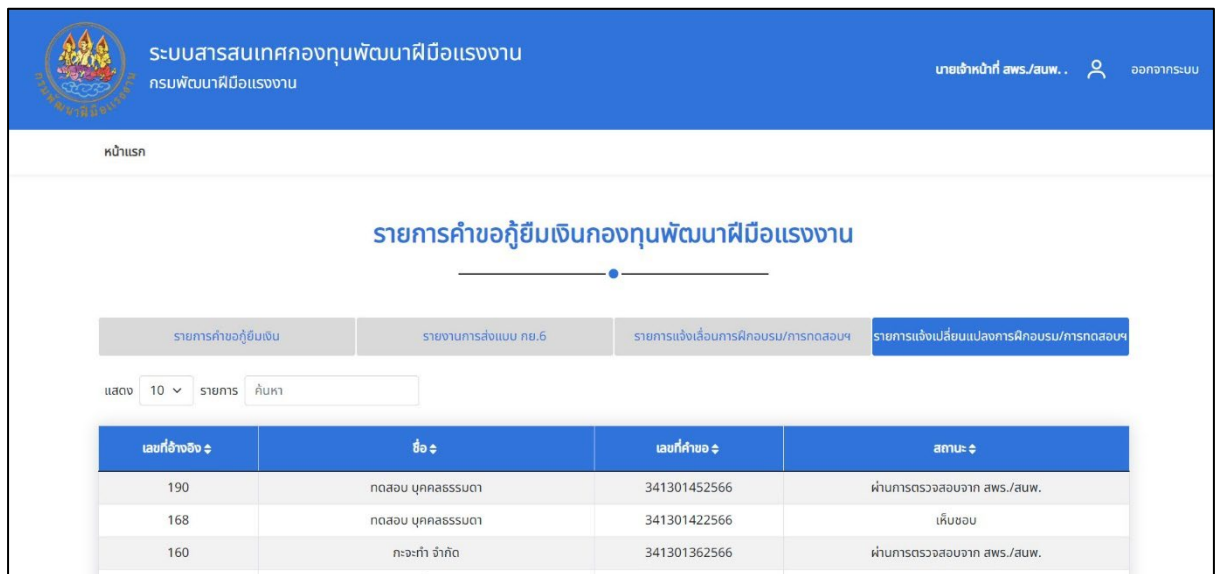 ระบบสารสนเทศกองทุนพัฒนาฝีมือแรงงาน
กรมพัฒนาฝีมือแรงงาน
นายเจ้าหน้าที่ สพร./สนพ. . ออกจากระบบ
กรมพัฒนาฝีมือแรงงาน
หน้าแรก
รายการคำขอกู้ยืมเงินกองทุนพัฒนาฝีมือแรงงาน
รายการคำขอกู้ยืมเงิน รายงานการส่งแบบ กย.6 รายการแจ้งเลื่อนการฝึกอบรม/การทดสอบฯ รายการแจ้งเปลี่ยนแปลงการฝึกอบรม/การทดสอบฯ
แสดง 10 รายการ ค้นหา
เลขที่อ้างอิง ชื่อ เลขที่คำขอ สถานะ
190 ทดสอบ บุคคลธรรมดา 341301452566 ผ่านการตรวจสอบจาก สพร./สนพ.
168 ทดสอบ บุคคลธรรมดา 341301422566 เห็นชอบ
160 กะจะทำ จำกัด 341301362566 ผ่านการตรวจสอบจาก สพร./สนพ.